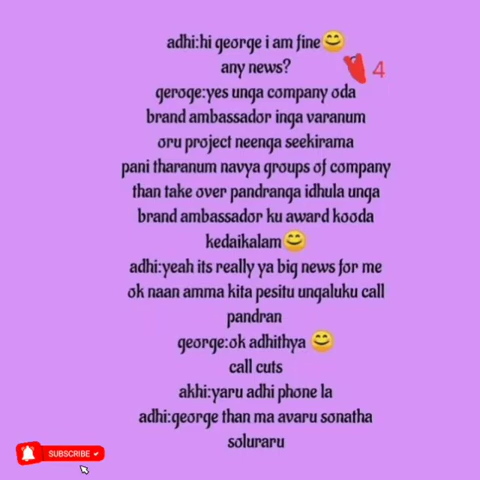 adhi:hi george i am fine😊
any news?
4
geroge:yes unga company oda
brand ambassador inga varanum
oru project neenga seekirama
pani tharanum navya groups of company
than take over pandranga idhula unga
brand ambassador ku award kooda
kedaikalam😊
adhi:yeah its really ya big news for me
ok naan amma kita pesitu ungaluku call
pandran
george:ok adhithya 😊
call cuts
akhi:yaru adhi phone la
adhi:george than ma avaru sonatha
soluraru
SUBSCRIBE